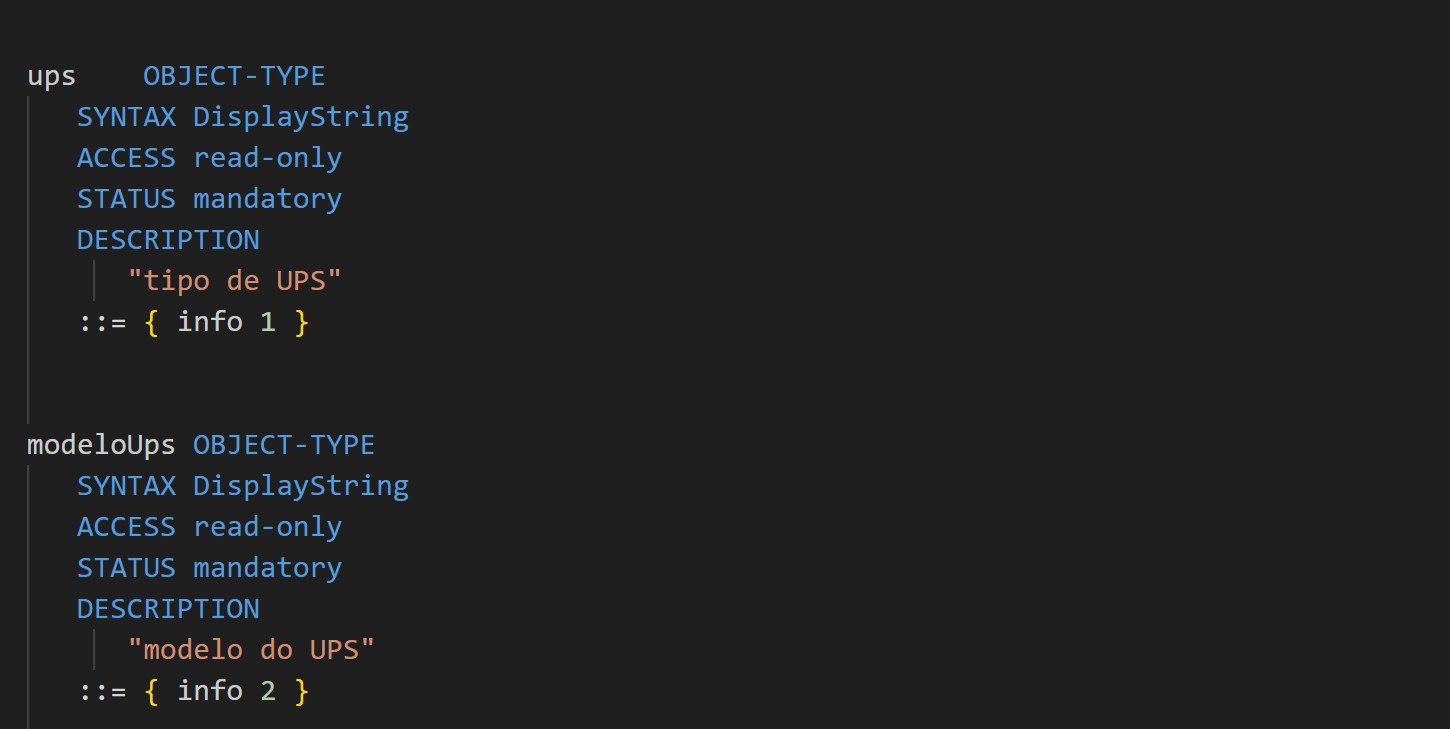 ups    OBJECT-TYPE
SYNTAX DisplayString
ACCESS read-only
STATUS mandatory
DESCRIPTION
"tipo de UPS"
::= { info 1 }
modeloUps OBJECT-TYPE
SYNTAX DisplayString
ACCESS read-only
STATUS mandatory
DESCRIPTION
"modelo do UPS"
::= { info 2 }